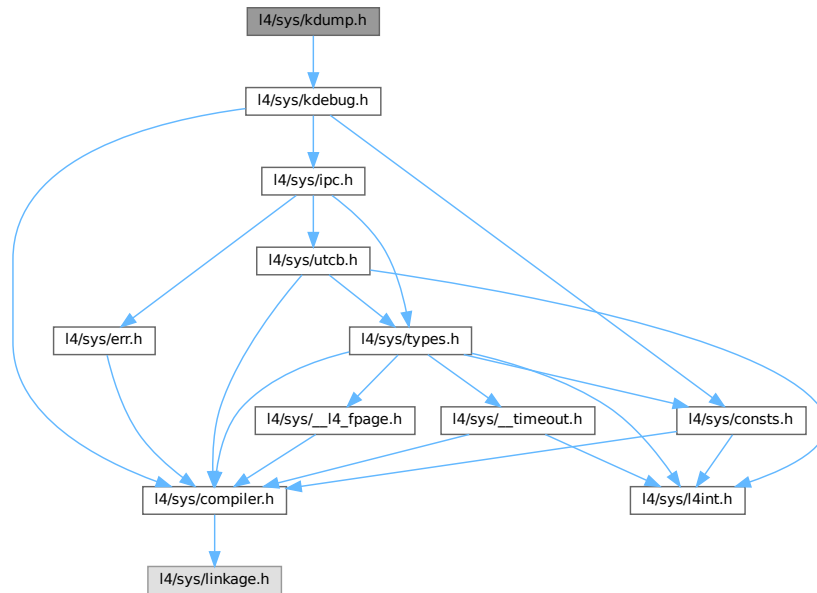 l4/sys/kdump.h
l4/sys/kdebug.h
l4/sys/ipc.h
l4/sys/utcb.h
l4/sys/err.h
l4/sys/types.h
l4/sys/__l4_fpage.h
l4/sys/__timeout.h
l4/sys/consts.h
l4/sys/compiler.h
l4/sys/l4int.h
l4/sys/linkage.h